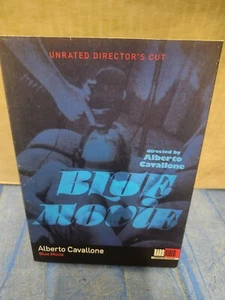 UNRATED DIRECTOR'S CUT
directed by
Alberto
Cavallone
BLUE
MOVIE
Alberto Cavallone
Blue Movie